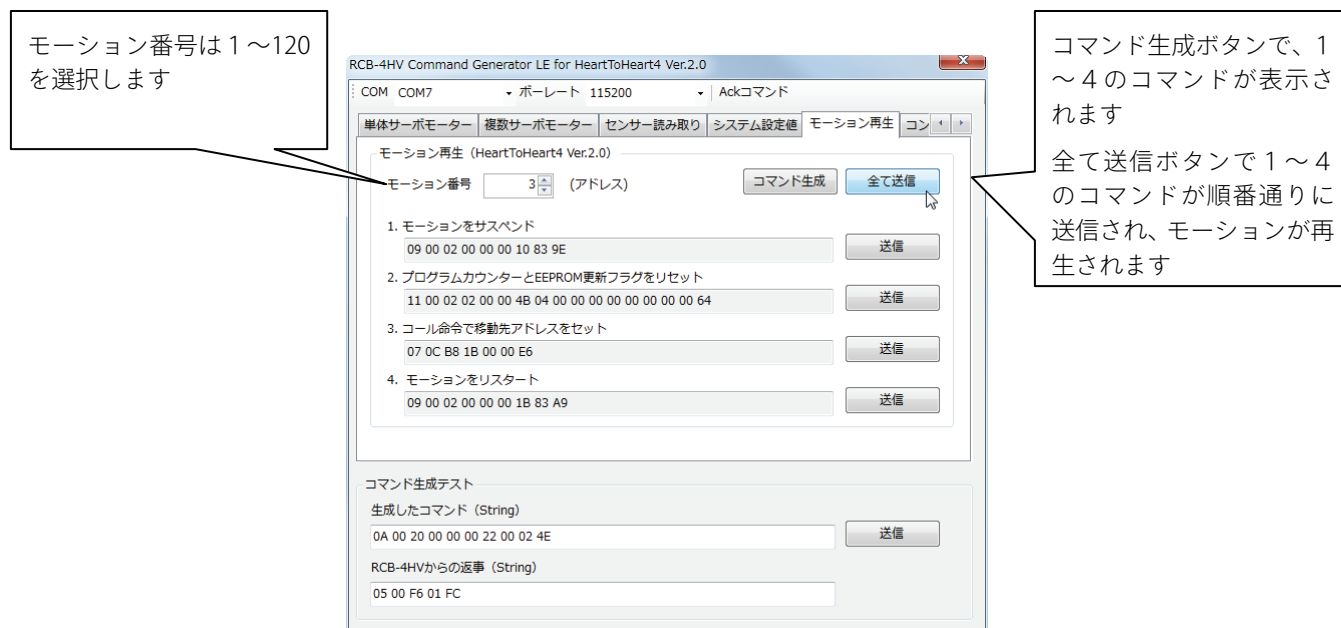 モーション番号は１～120
を選択します
RCB-4HV Command Generator LE for HeartToHeart4 Ver.2.0
COM COM7 ボーレート 115200 Ackコマンド
単体サーボモーター 複数サーボモーター センサー読み取り システム設定値 モーション再生 コン
モーション再生（HeartToHeart4 Ver.2.0）
モーション番号 3 (アドレス) コマンド生成 全て送信
1. モーションをサスペンド
09 00 02 00 00 00 10 83 9E 送信
2. プログラムカウンターとEEPROM更新フラグをリセット
11 00 02 02 00 00 4B 04 00 00 00 00 00 00 00 00 64 送信
3. コール命令で移動先アドレスをセット
07 0C B8 1B 00 00 E6 送信
4. モーションをリスタート
09 00 02 00 00 00 1B 83 A9 送信
コマンド生成テスト
生成したコマンド（String）
0A 00 20 00 00 00 22 00 02 4E 送信
RCB-4HVからの返事（String）
05 00 F6 01 FC
コマンド生成ボタンで、１
～４のコマンドが表示さ
れます
全て送信ボタンで１～４
のコマンドが順番通りに
送信され、モーションが再
生されます